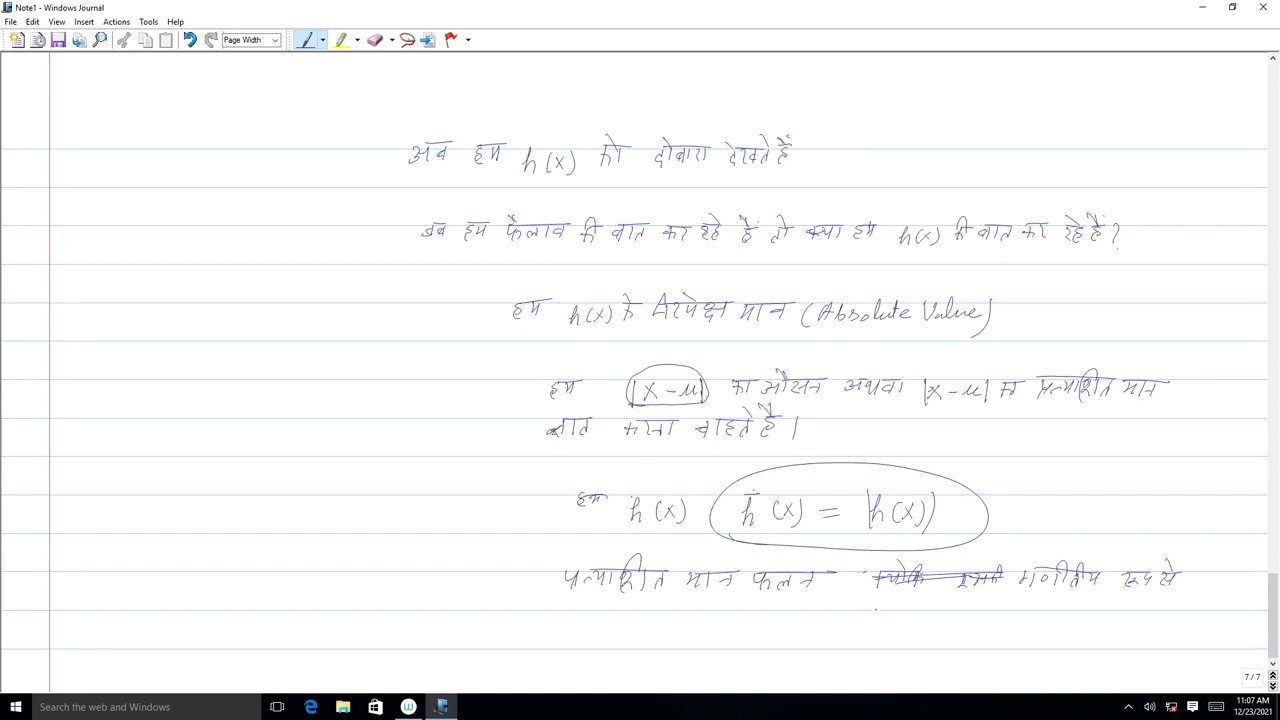 Note1 - Windows Journal
File Edit View Insert Actions Tools Help
Page Width
अब हम h(x) को दोबारा देखते हैं
जब हम फैलाव की बात कर रहे हैं तो क्या हम h(x) की बात कर रहे हैं?
हम h(x) के निरपेक्ष मान (Absolute Value)
हम |x-μ| का औसत अथवा |x-μ| का प्रत्याशित मान
ज्ञात करना चाहते हैं।
हम h(x) h̄(x) = |h(x)|
प्रत्याशित मान फलन गणितीय रूप से
7 / 7
Search the web and Windows
11:07 AM
12/23/2021